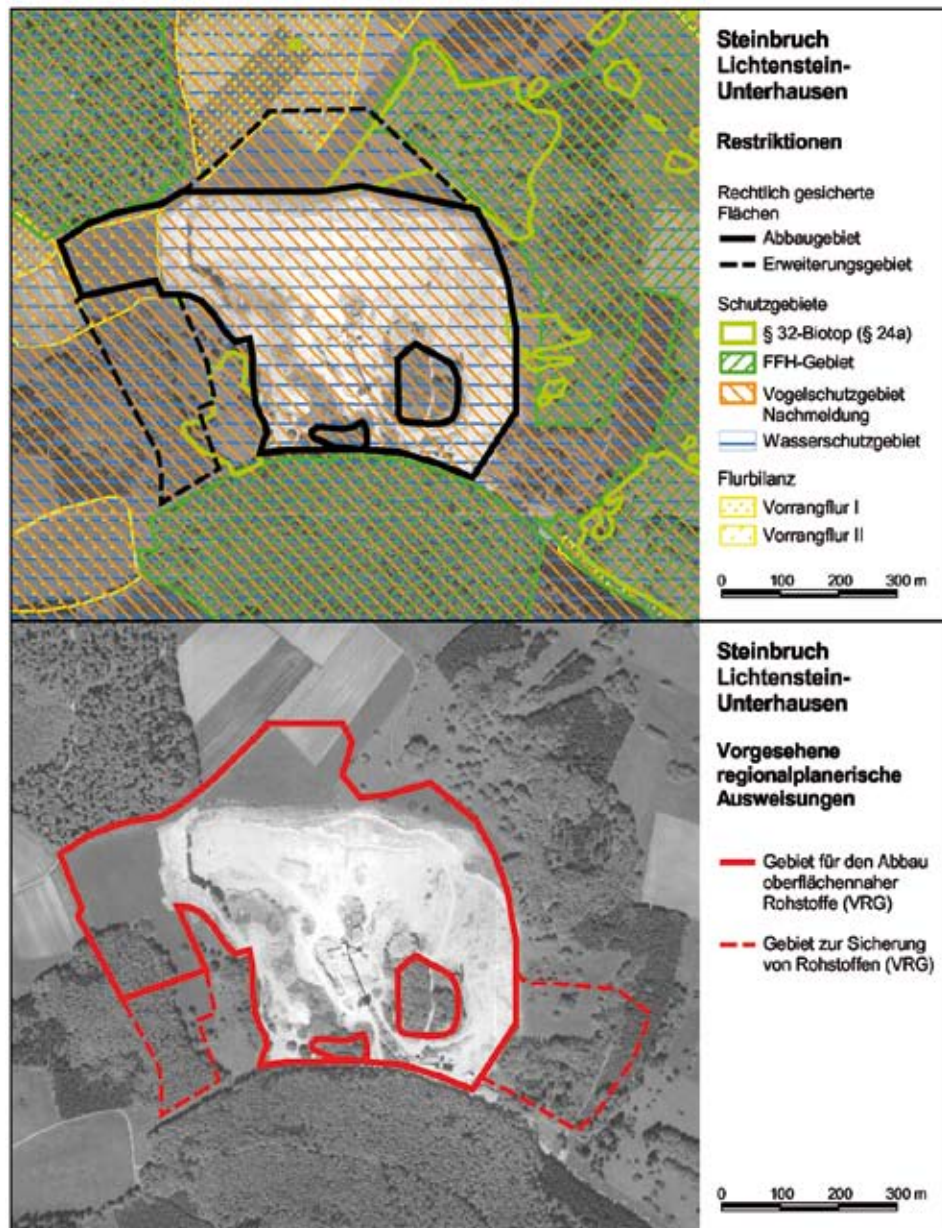 Steinbruch
Lichtenstein-
Unterhausen
Restriktionen
Rechtlich gesicherte
Flächen
Abbaugebiet
Erweiterungsgebiet
Schutzgebiete
§ 32-Biotop (§ 24a)
FFH-Gebiet
Vogelschutzgebiet
Nachmeldung
Wasserschutzgebiet
Flurbilanz
Vorrangflur I
Vorrangflur II
0 100 200 300 m
Steinbruch
Lichtenstein-
Unterhausen
Vorgesehene
regionalplanerische
Ausweisungen
Gebiet für den Abbau
oberflächennaher
Rohstoffe (VRG)
Gebiet zur Sicherung
von Rohstoffen (VRG)
0 100 200 300 m